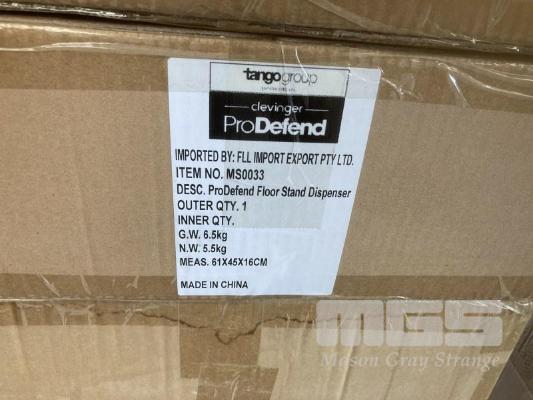 tangogroup
clevinger
ProDefend
IMPORTED BY: FLL IMPORT EXPORT PTY LTD.
ITEM NO. MS0033
DESC. ProDefend Floor Stand Dispenser
OUTER QTY. 1
INNER QTY.
G.W. 6.5kg
N.W. 5.5kg
MEAS. 61X45X16CM
MADE IN CHINA
MGS
Mason Gray Strange